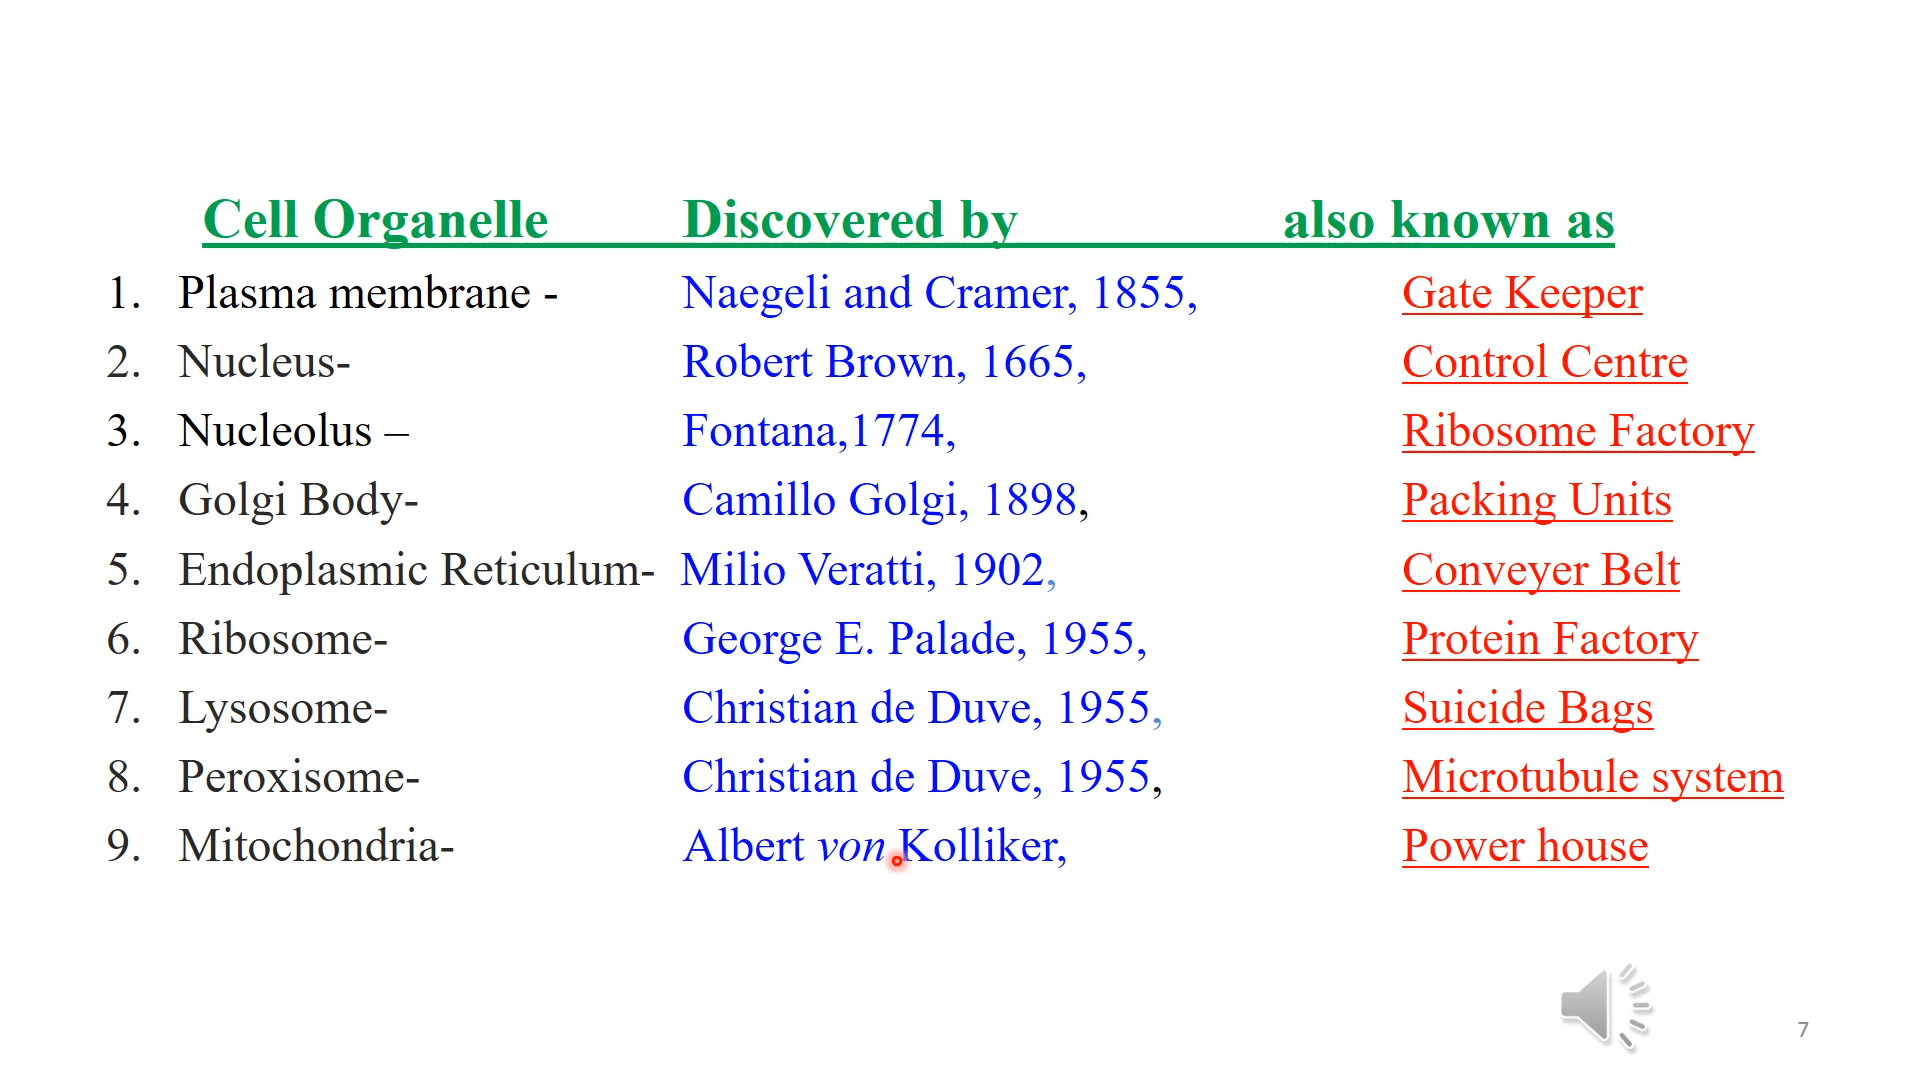 Cell Organelle Discovered by also known as
1. Plasma membrane - Naegeli and Cramer, 1855, Gate Keeper
2. Nucleus- Robert Brown, 1665, Control Centre
3. Nucleolus – Fontana,1774, Ribosome Factory
4. Golgi Body- Camillo Golgi, 1898, Packing Units
5. Endoplasmic Reticulum- Milio Veratti, 1902, Conveyer Belt
6. Ribosome- George E. Palade, 1955, Protein Factory
7. Lysosome- Christian de Duve, 1955, Suicide Bags
8. Peroxisome- Christian de Duve, 1955, Microtubule system
9. Mitochondria- Albert von Kolliker, Power house
7